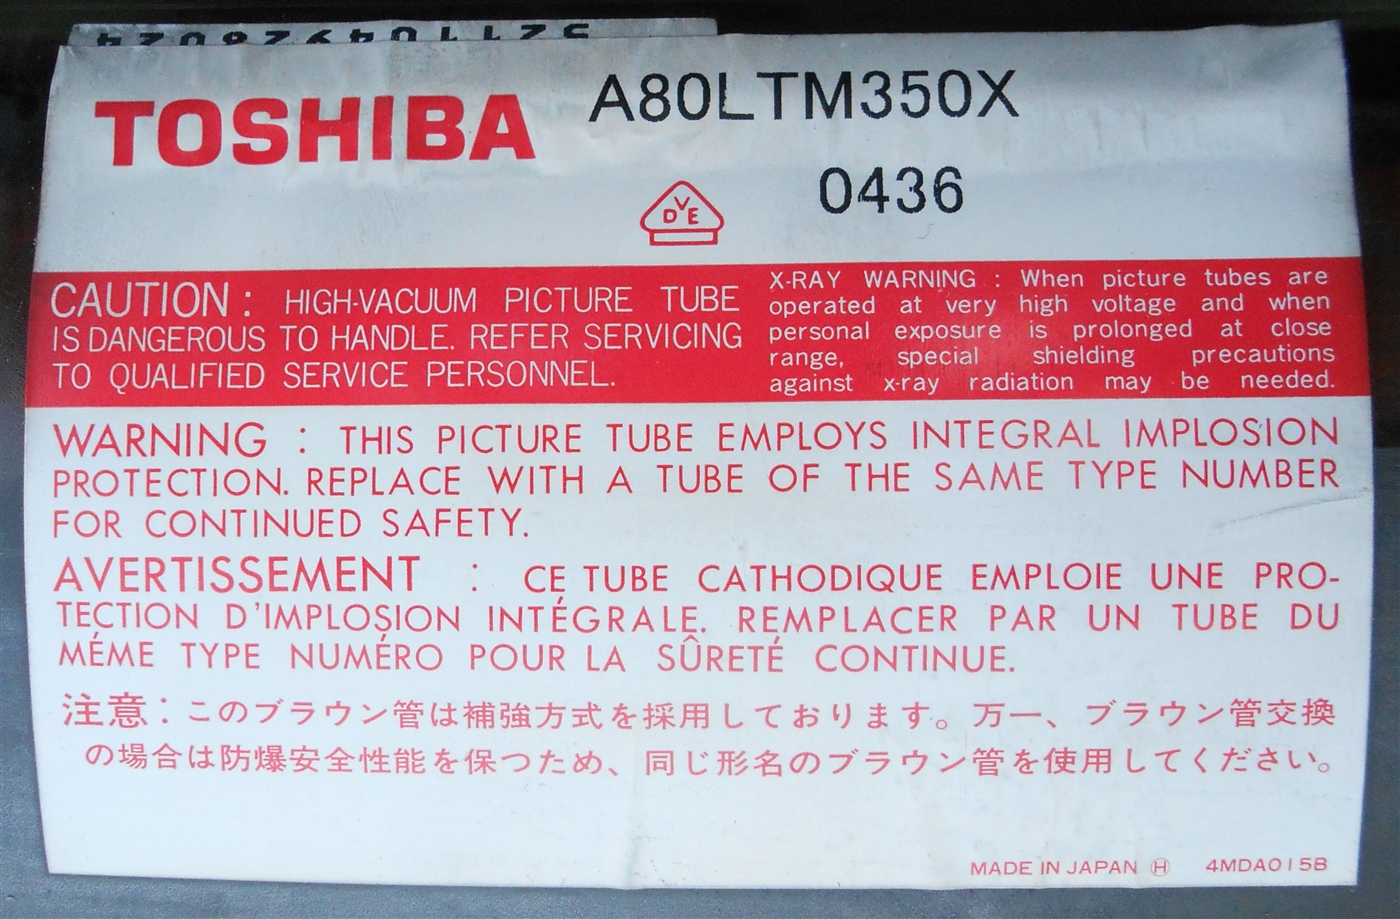 TOSHIBA A80LTM350X
0436
DVE
CAUTION : HIGH-VACUUM PICTURE TUBE
IS DANGEROUS TO HANDLE. REFER SERVICING
TO QUALIFIED SERVICE PERSONNEL.
X-RAY WARNING : When picture tubes are
operated at very high voltage and when
personal exposure is prolonged at close
range, special shielding precautions
against x-ray radiation may be needed.
WARNING : THIS PICTURE TUBE EMPLOYS INTEGRAL IMPLOSION
PROTECTION. REPLACE WITH A TUBE OF THE SAME TYPE NUMBER
FOR CONTINUED SAFETY.
AVERTISSEMENT : CE TUBE CATHODIQUE EMPLOIE UNE PRO-
TECTION D'IMPLOSION INTÉGRALE. REMPLACER PAR UN TUBE DU
MÉME TYPE NUMÉRO POUR LA SÛRETÉ CONTINUE.
注意：このブラウン管は補強方式を採用しております。万一、ブラウン管交換
の場合は防爆安全性能を保つため、同じ形名のブラウン管を使用してください。
MADE IN JAPAN Ⓗ 4MDA015B